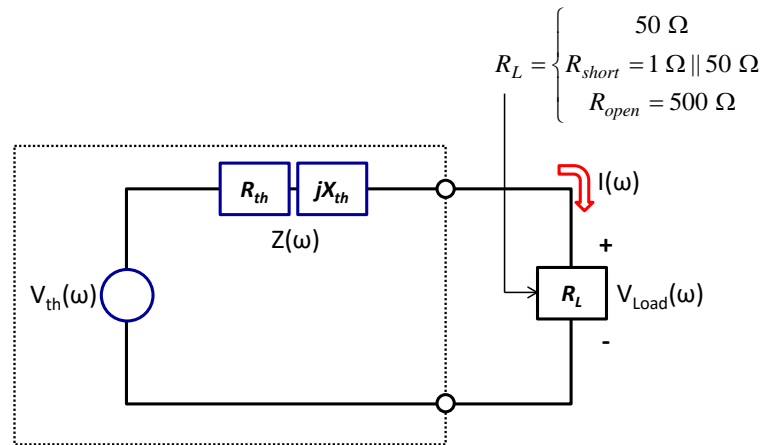 50 Ω
R_L = { R_short = 1 Ω || 50 Ω
R_open = 500 Ω
R_th jX_th
I(ω)
Z(ω)
+
V_th(ω)
R_L
V_Load(ω)
-